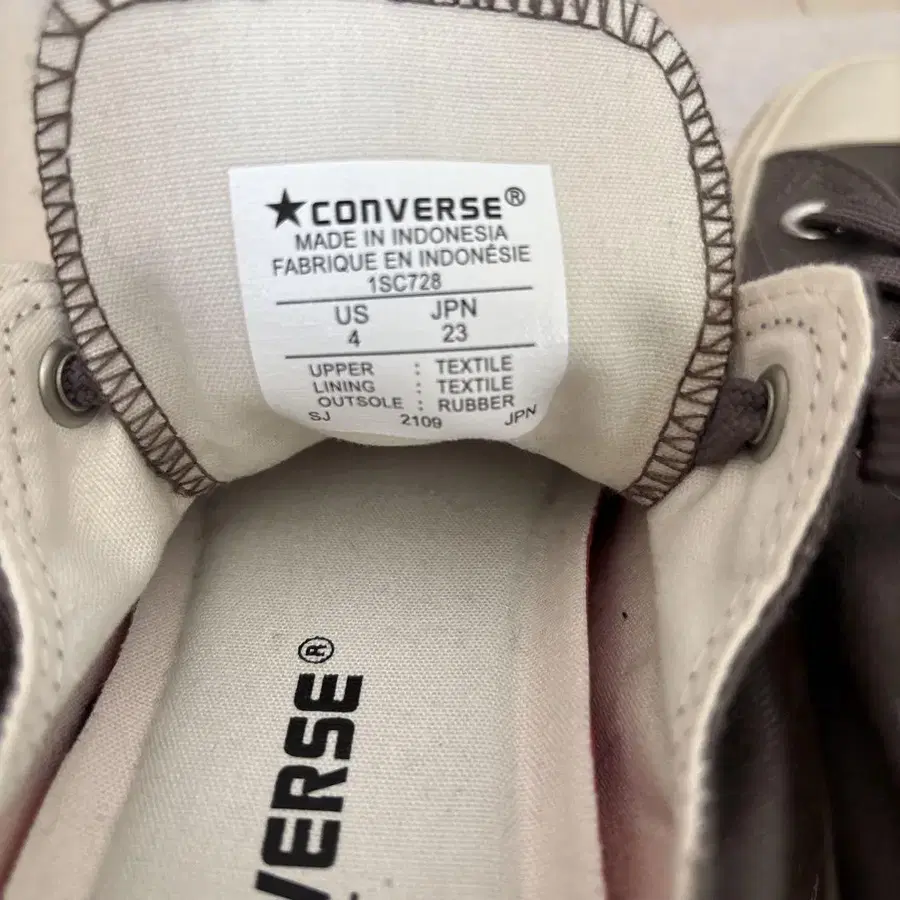 ★CONVERSE®
MADE IN INDONESIA
FABRIQUE EN INDONÉSIE
1SC728
US JPN
4 23
UPPER : TEXTILE
LINING : TEXTILE
OUTSOLE : RUBBER
SJ 2109 JPN
VERSE®